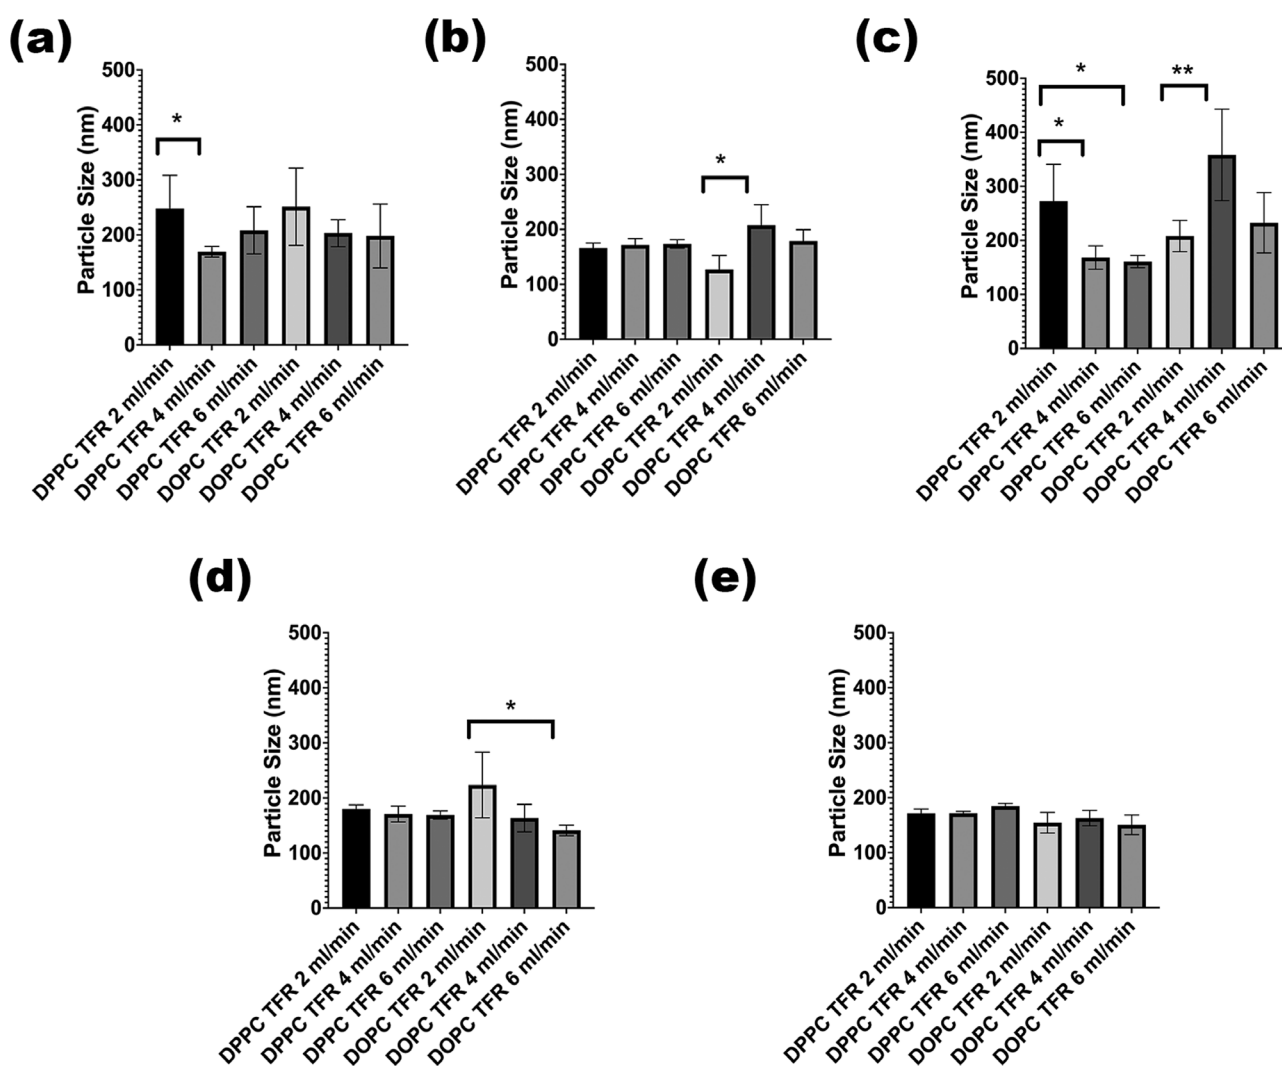 (a)
500
400
300
200
100
0
Particle Size (nm)
*
DPPC TFR 2 ml/min
DPPC TFR 4 ml/min
DPPC TFR 6 ml/min
DOPC TFR 2 ml/min
DOPC TFR 4 ml/min
DOPC TFR 6 ml/min
(b)
500
400
300
200
100
0
Particle Size (nm)
*
DPPC TFR 2 ml/min
DPPC TFR 4 ml/min
DPPC TFR 6 ml/min
DOPC TFR 2 ml/min
DOPC TFR 4 ml/min
DOPC TFR 6 ml/min
(c)
500
400
300
200
100
0
Particle Size (nm)
*
**
*
DPPC TFR 2 ml/min
DPPC TFR 4 ml/min
DPPC TFR 6 ml/min
DOPC TFR 2 ml/min
DOPC TFR 4 ml/min
DOPC TFR 6 ml/min
(d)
500
400
300
200
100
0
Particle Size (nm)
*
DPPC TFR 2 ml/min
DPPC TFR 4 ml/min
DPPC TFR 6 ml/min
DOPC TFR 2 ml/min
DOPC TFR 4 ml/min
DOPC TFR 6 ml/min
(e)
500
400
300
200
100
0
Particle Size (nm)
DPPC TFR 2 ml/min
DPPC TFR 4 ml/min
DPPC TFR 6 ml/min
DOPC TFR 2 ml/min
DOPC TFR 4 ml/min
DOPC TFR 6 ml/min